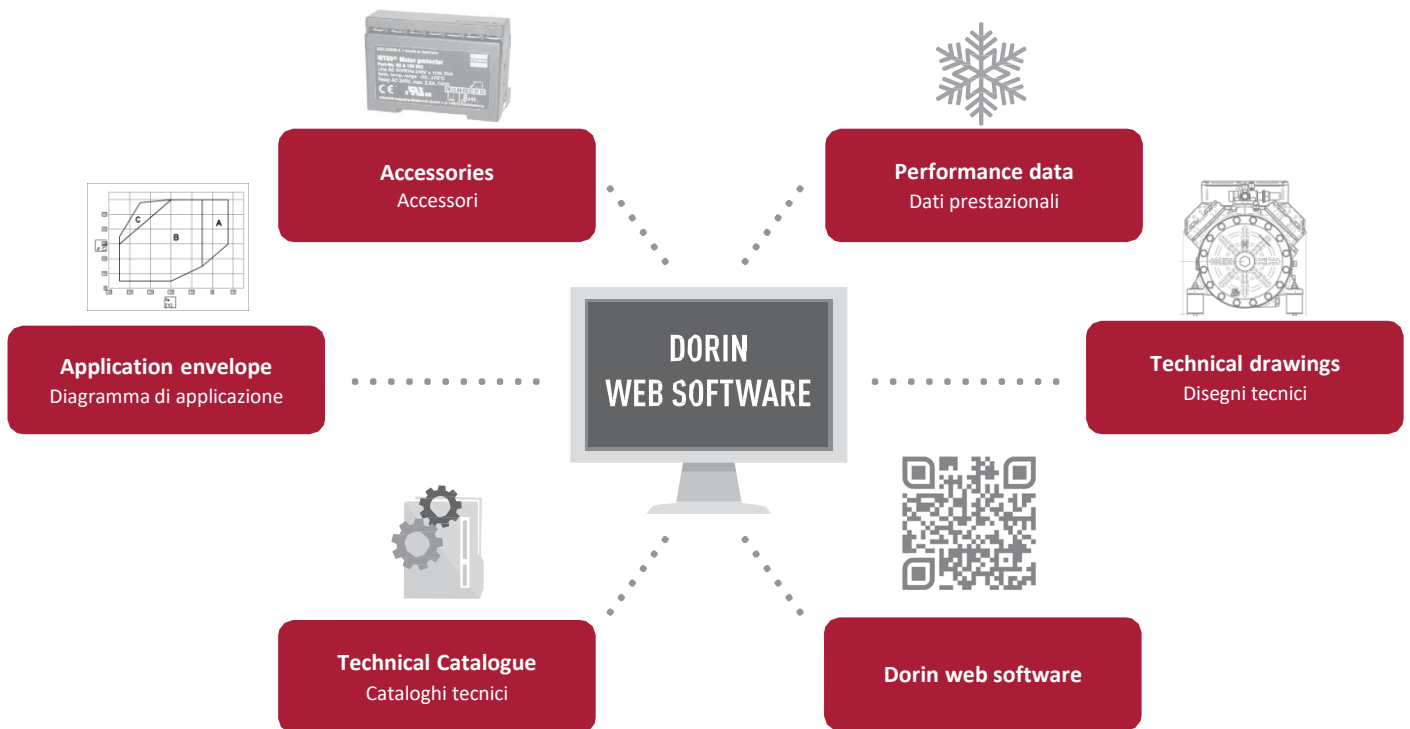 Accessories
Accessori
Performance data
Dati prestazionali
C
A
B
Application envelope
Diagramma di applicazione
DORIN
WEB SOFTWARE
Technical drawings
Disegni tecnici
Technical Catalogue
Cataloghi tecnici
Dorin web software